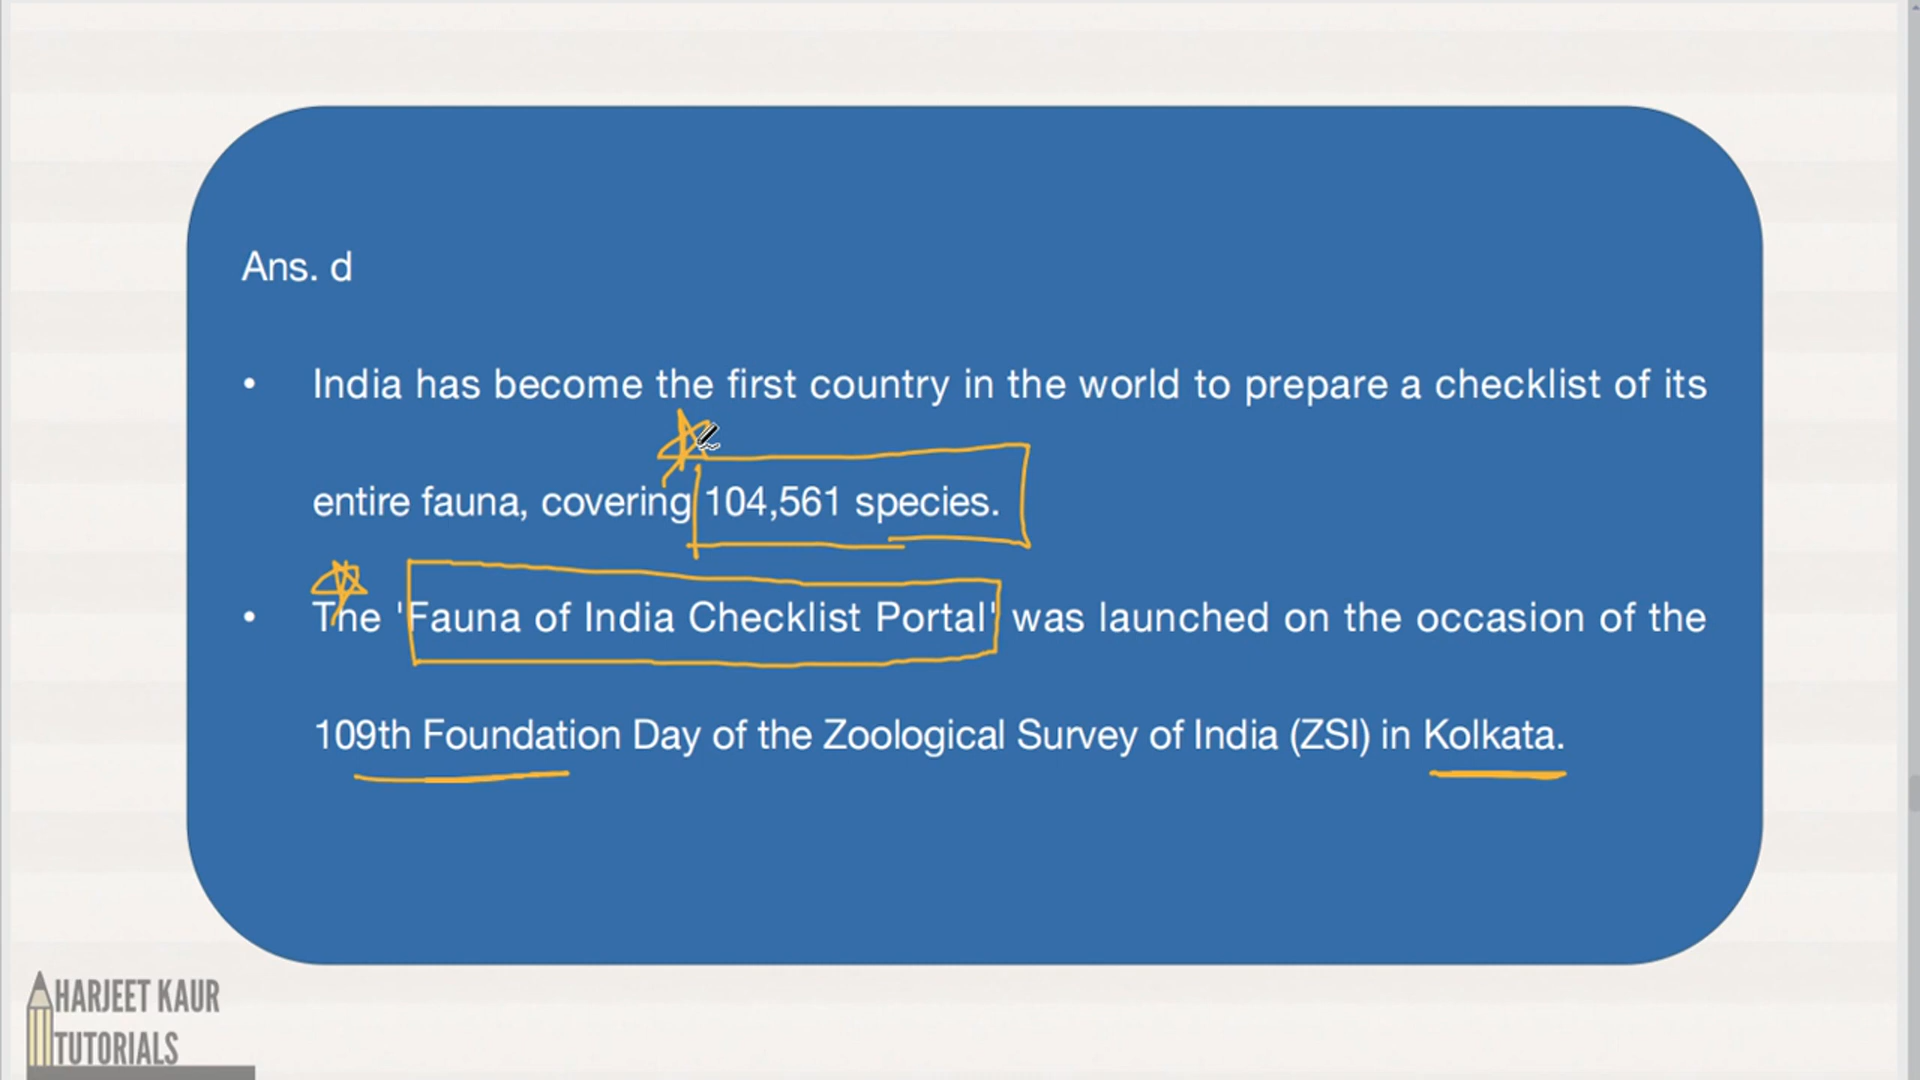 Ans. d
• India has become the first country in the world to prepare a checklist of its
entire fauna, covering 104,561 species.
• The 'Fauna of India Checklist Portal' was launched on the occasion of the
109th Foundation Day of the Zoological Survey of India (ZSI) in Kolkata.
HARJEET KAUR
TUTORIALS